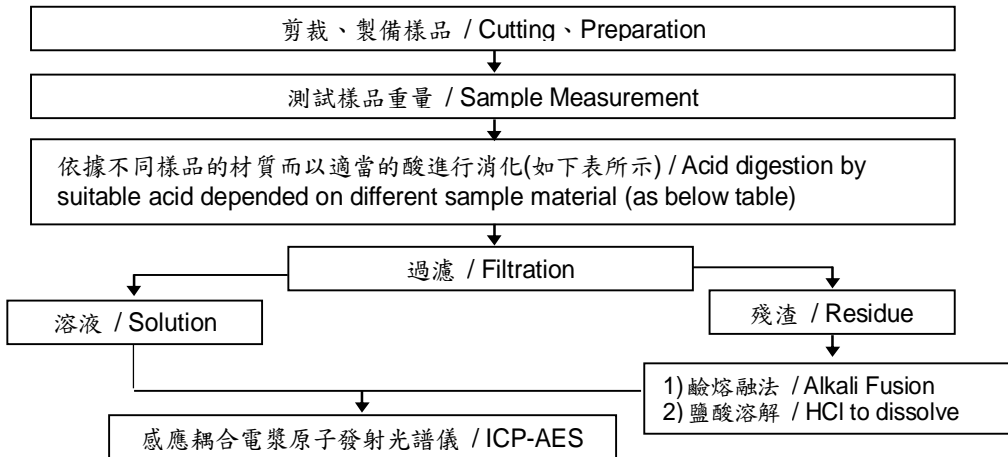 剪裁、製備樣品 / Cutting、Preparation
測試樣品重量 / Sample Measurement
依據不同樣品的材質而以適當的酸進行消化(如下表所示) / Acid digestion by
suitable acid depended on different sample material (as below table)
過濾 / Filtration
溶液 / Solution
殘渣 / Residue
1) 鹼熔融法 / Alkali Fusion
2) 鹽酸溶解 / HCl to dissolve
感應耦合電漿原子發射光譜儀 / ICP-AES